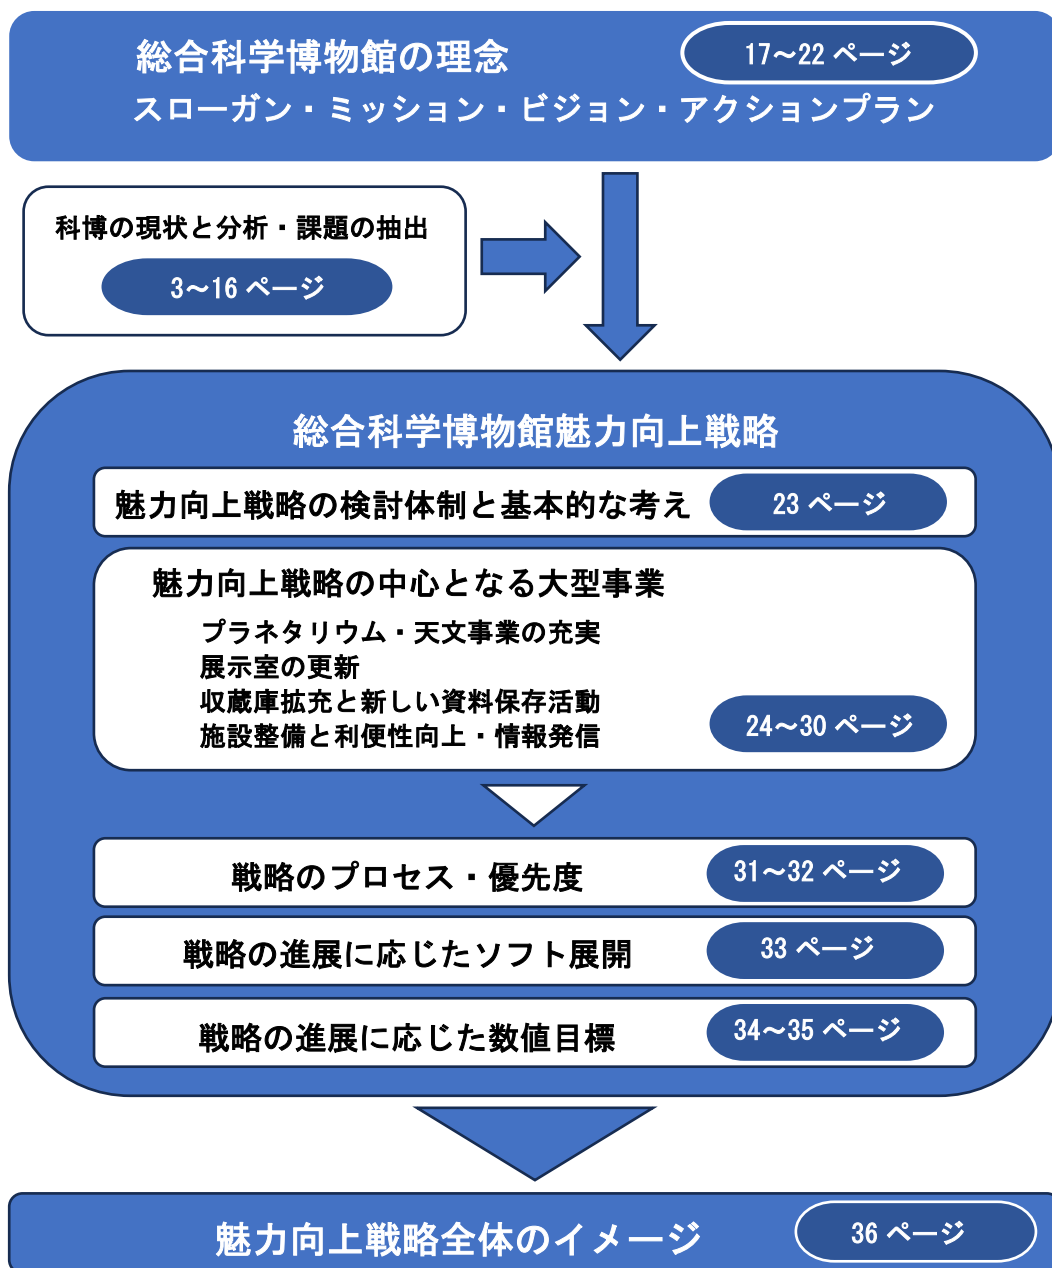 総合科学博物館の理念
17～22 ページ
スローガン・ミッション・ビジョン・アクションプラン
科博の現状と分析・課題の抽出
3～16 ページ
総合科学博物館魅力向上戦略
魅力向上戦略の検討体制と基本的な考え
23 ページ
魅力向上戦略の中心となる大型事業
プラネタリウム・天文事業の充実
展示室の更新
収蔵庫拡充と新しい資料保存活動
施設整備と利便性向上・情報発信
24～30 ページ
戦略のプロセス・優先度
31～32 ページ
戦略の進展に応じたソフト展開
33 ページ
戦略の進展に応じた数値目標
34～35 ページ
魅力向上戦略全体のイメージ
36 ページ